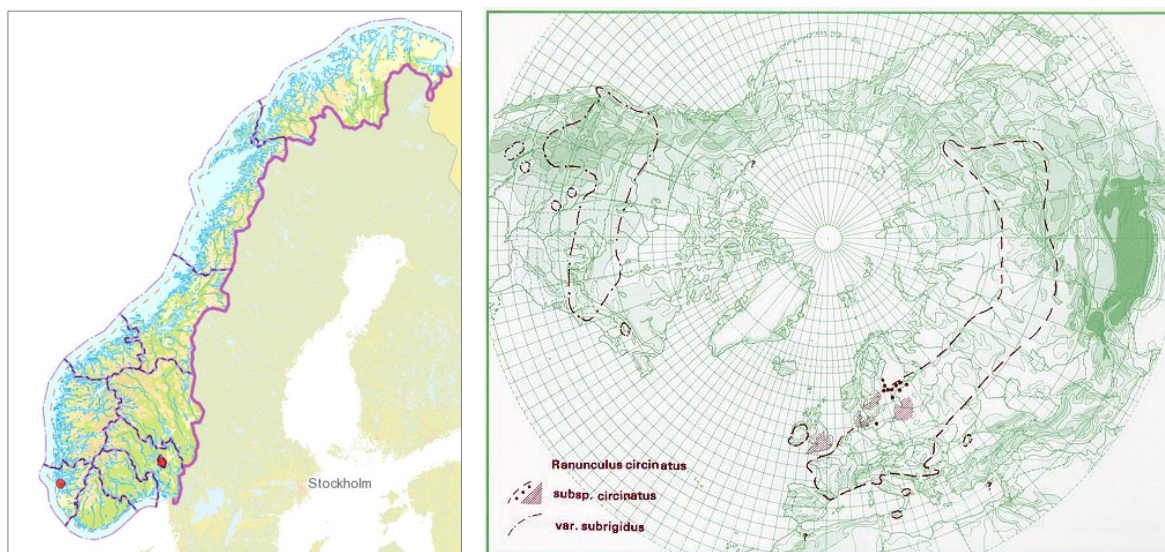 Stockholm
Ranunculus circinatus
subsp. circinatus
var. subrigidus
?
?
?